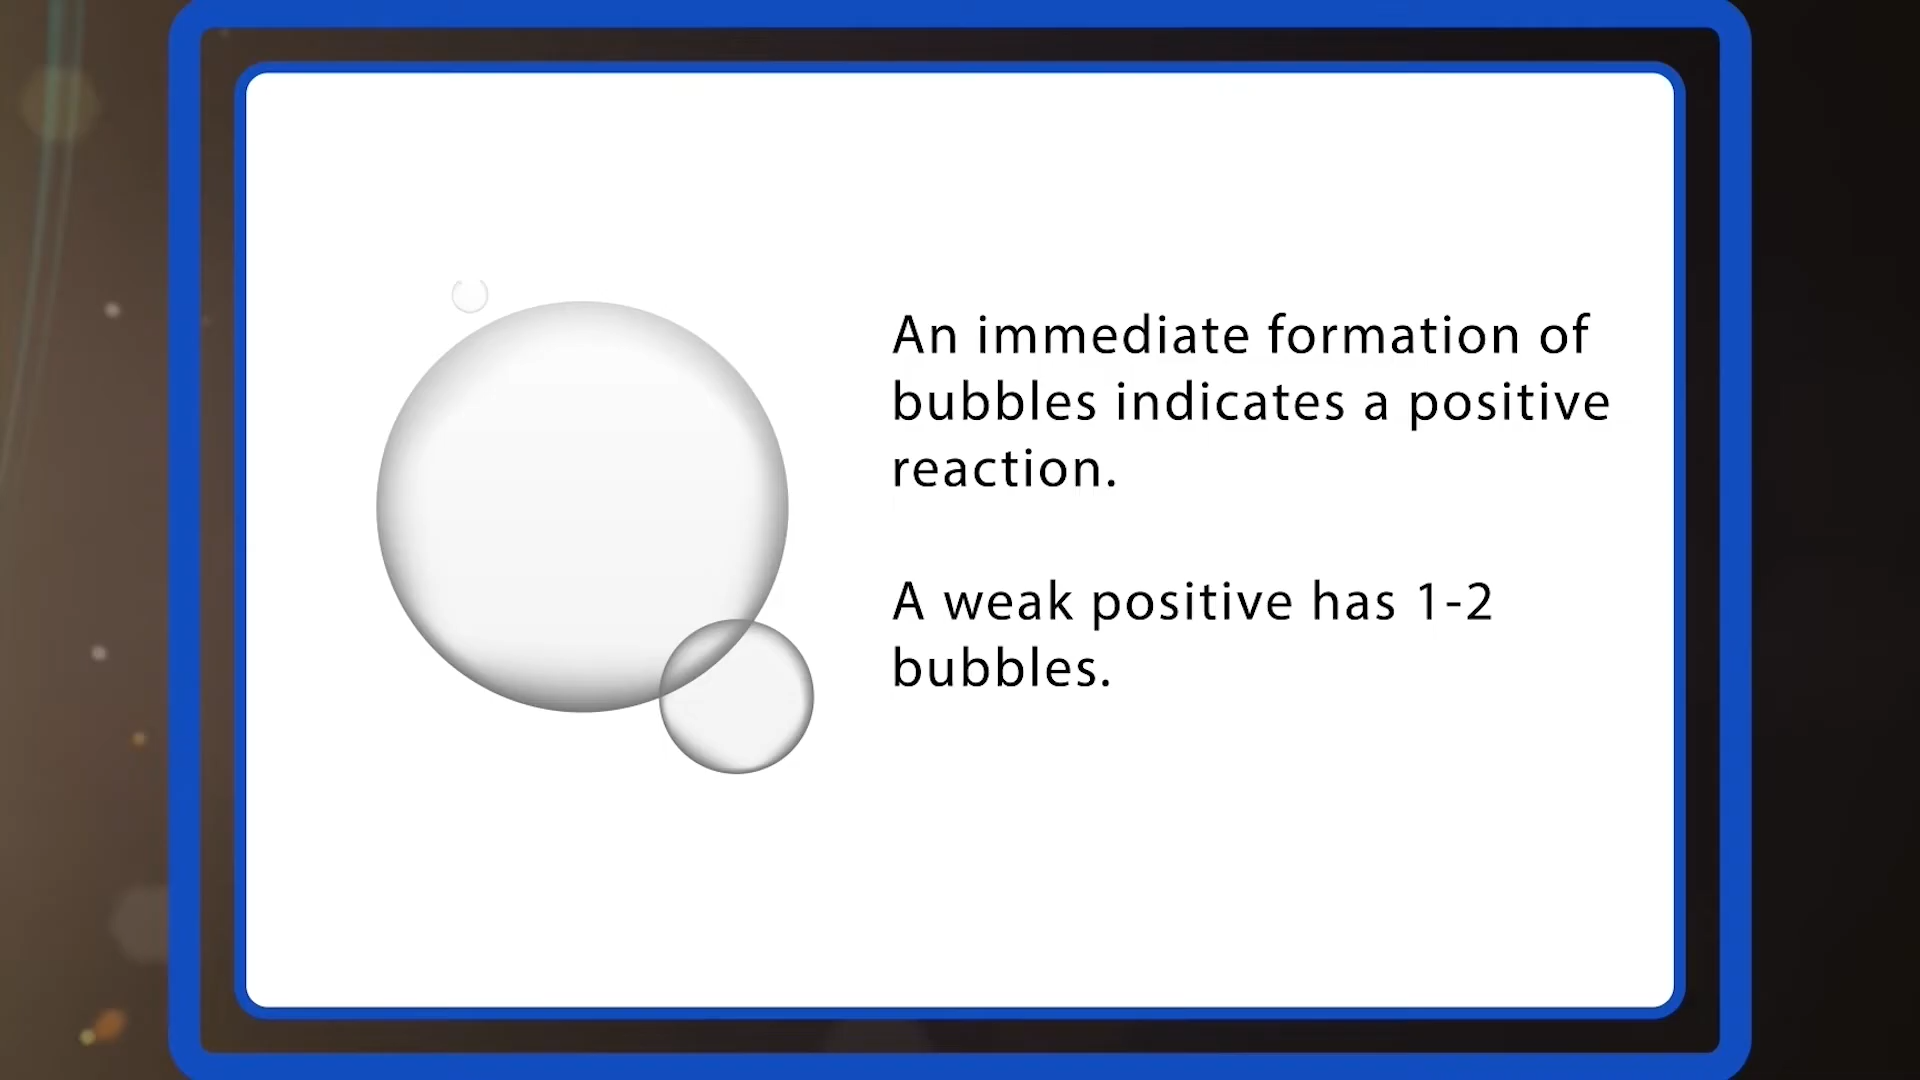 An immediate formation of
bubbles indicates a positive
reaction.
A weak positive has 1-2
bubbles.